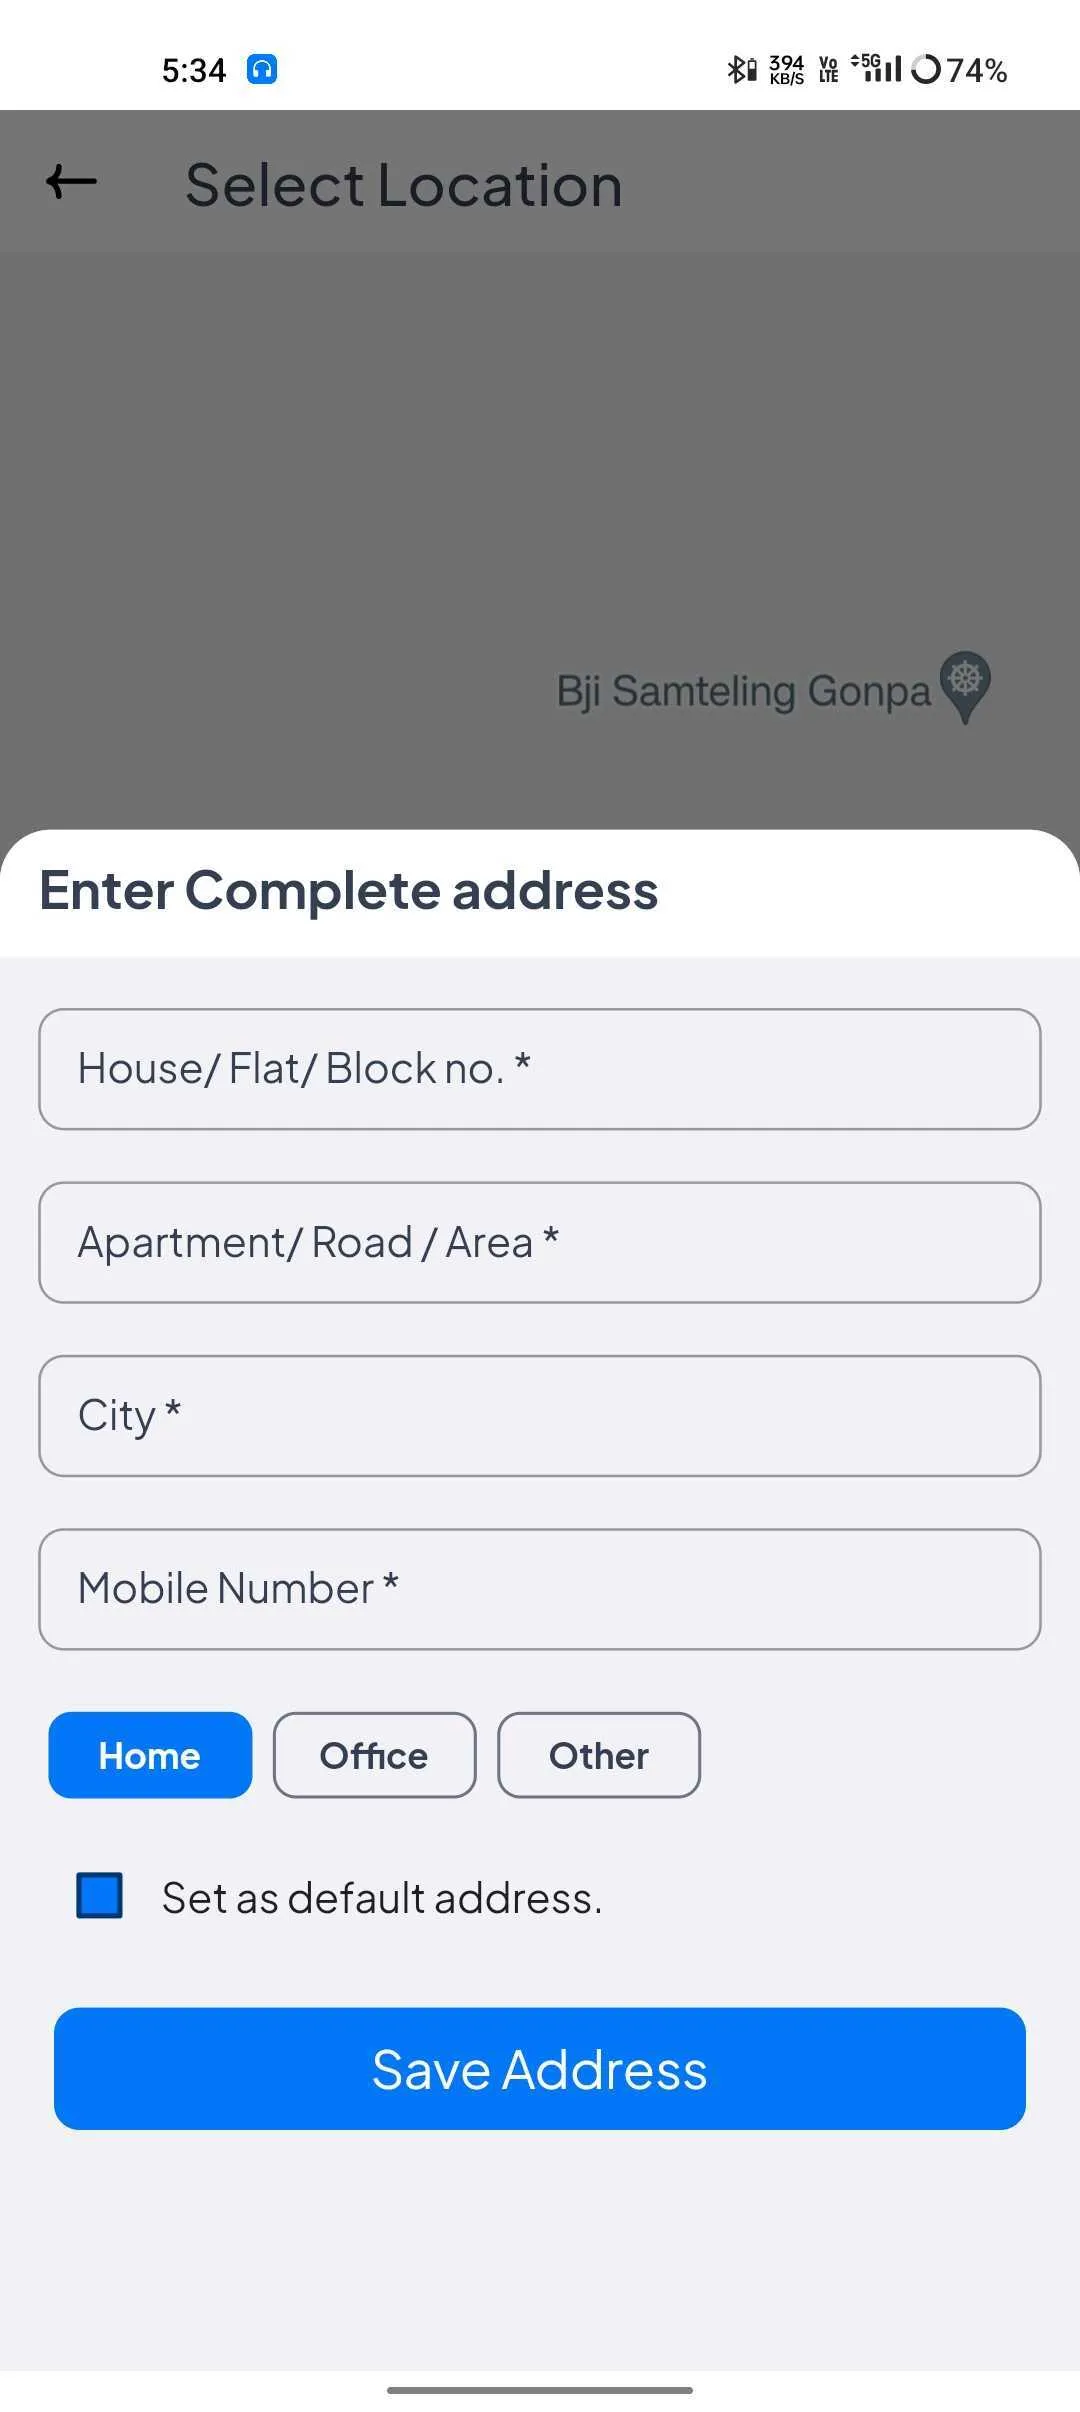 5:34 394 KB/S Vo LTE 5G 74%
Select Location
Bji Samteling Gonpa
Enter Complete address
House/ Flat/ Block no. *
Apartment/ Road / Area *
City *
Mobile Number *
Home Office Other
Set as default address.
Save Address